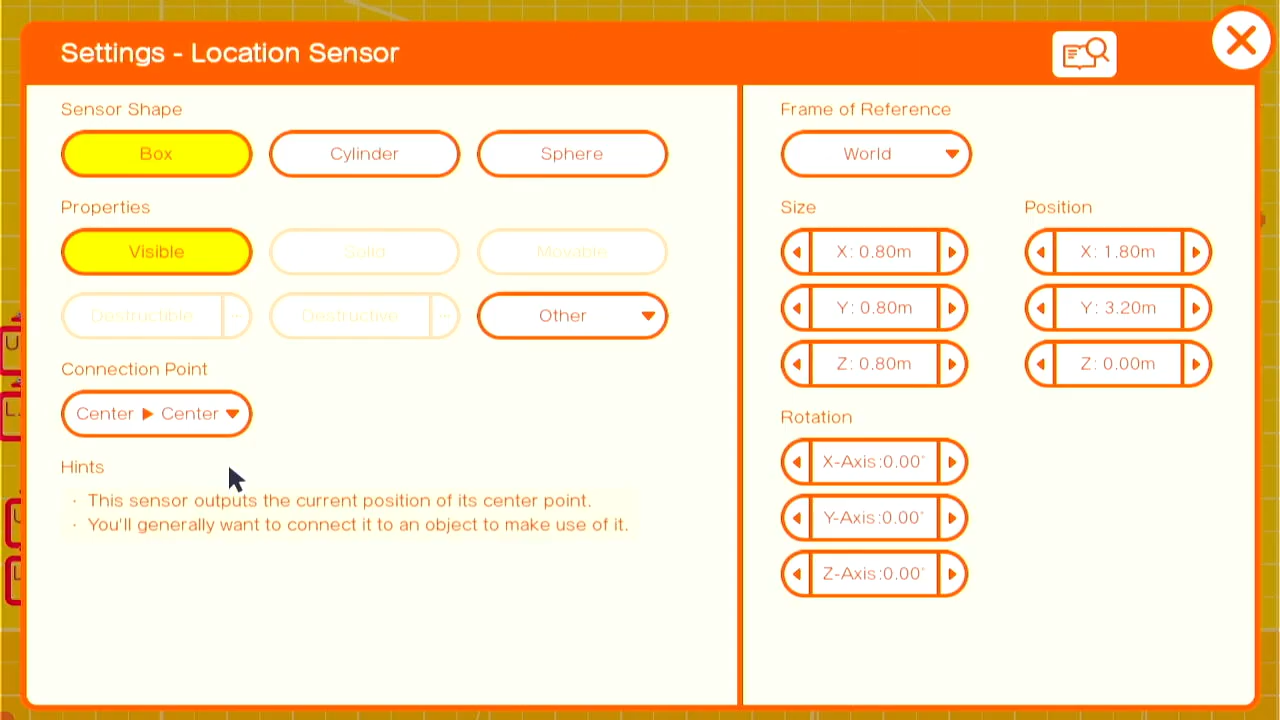 Settings - Location Sensor
Sensor Shape
Box
Cylinder
Sphere
Properties
Visible
Solid
Movable
Destructible ...
Destructive ...
Other
Connection Point
Center ▶ Center
Hints
· This sensor outputs the current position of its center point.
· You'll generally want to connect it to an object to make use of it.
Frame of Reference
World
Size
X: 0.80m
Y: 0.80m
Z: 0.80m
Position
X: 1.80m
Y: 3.20m
Z: 0.00m
Rotation
X-Axis:0.00°
Y-Axis:0.00°
Z-Axis:0.00°